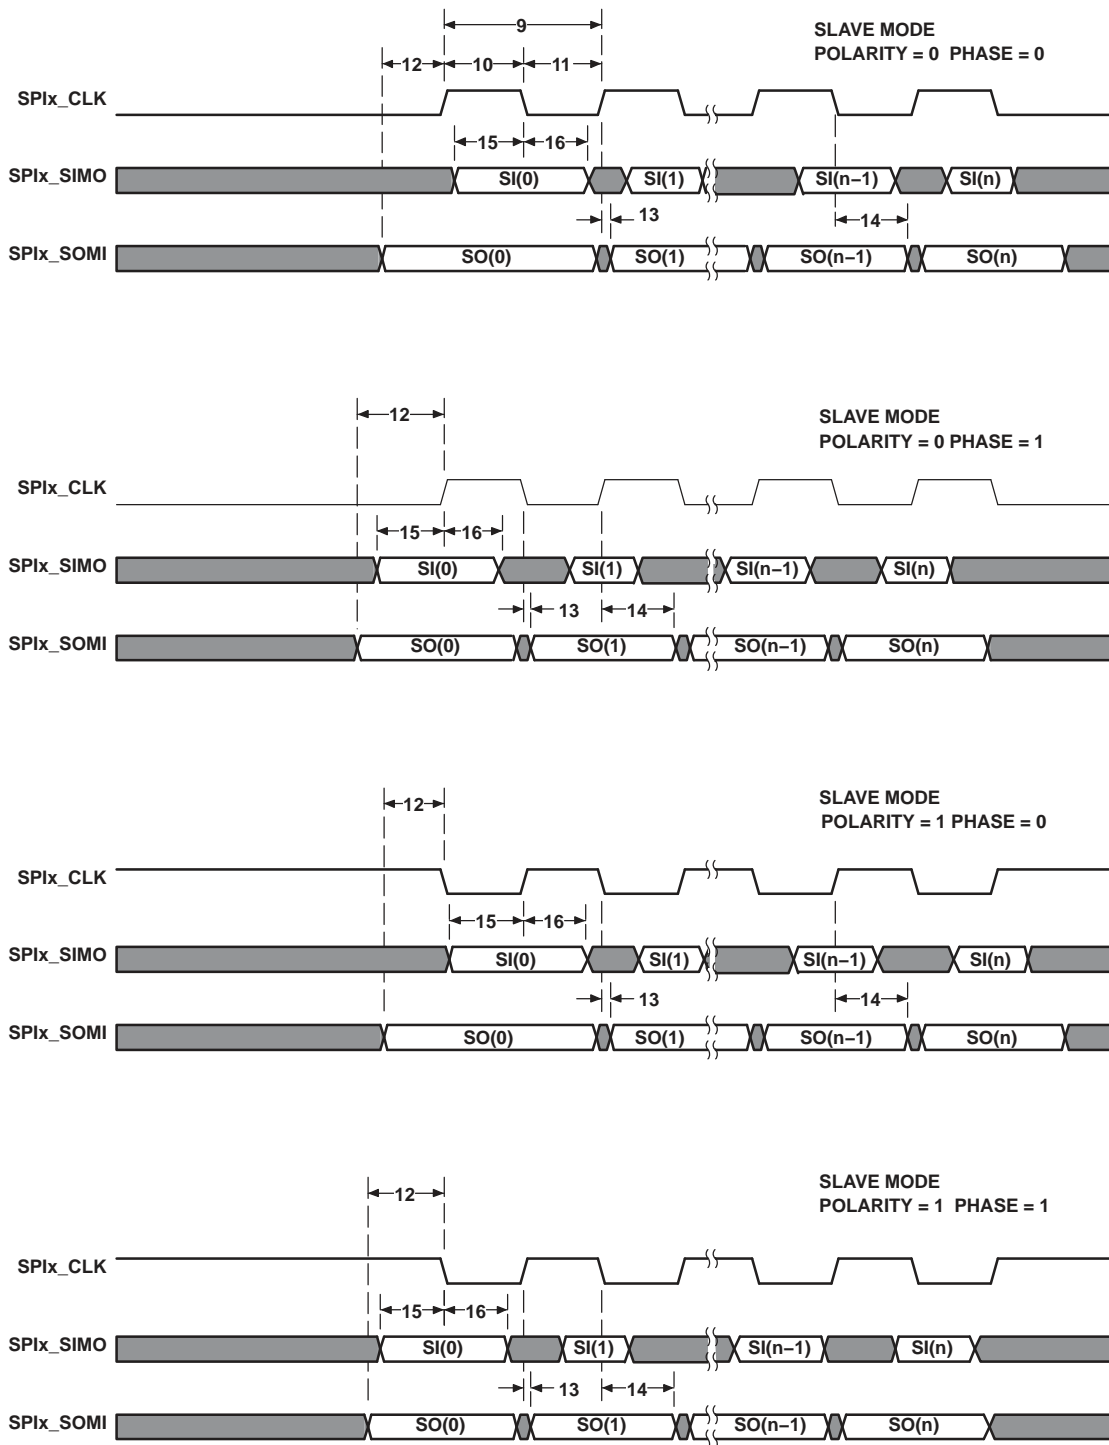 9
SLAVE MODE
POLARITY = 0 PHASE = 0
12 10 11
SPIx_CLK
15 16
SPIx_SIMO SI(0) SI(1) SI(n−1) SI(n)
13 14
SPIx_SOMI SO(0) SO(1) SO(n−1) SO(n)
12
SLAVE MODE
POLARITY = 0 PHASE = 1
SPIx_CLK
15 16
SPIx_SIMO SI(0) SI(1) SI(n−1) SI(n)
13 14
SPIx_SOMI SO(0) SO(1) SO(n−1) SO(n)
12
SLAVE MODE
POLARITY = 1 PHASE = 0
SPIx_CLK
15 16
SPIx_SIMO SI(0) SI(1) SI(n−1) SI(n)
13 14
SPIx_SOMI SO(0) SO(1) SO(n−1) SO(n)
12
SLAVE MODE
POLARITY = 1 PHASE = 1
SPIx_CLK
15 16
SPIx_SIMO SI(0) SI(1) SI(n−1) SI(n)
13 14
SPIx_SOMI SO(0) SO(1) SO(n−1) SO(n)